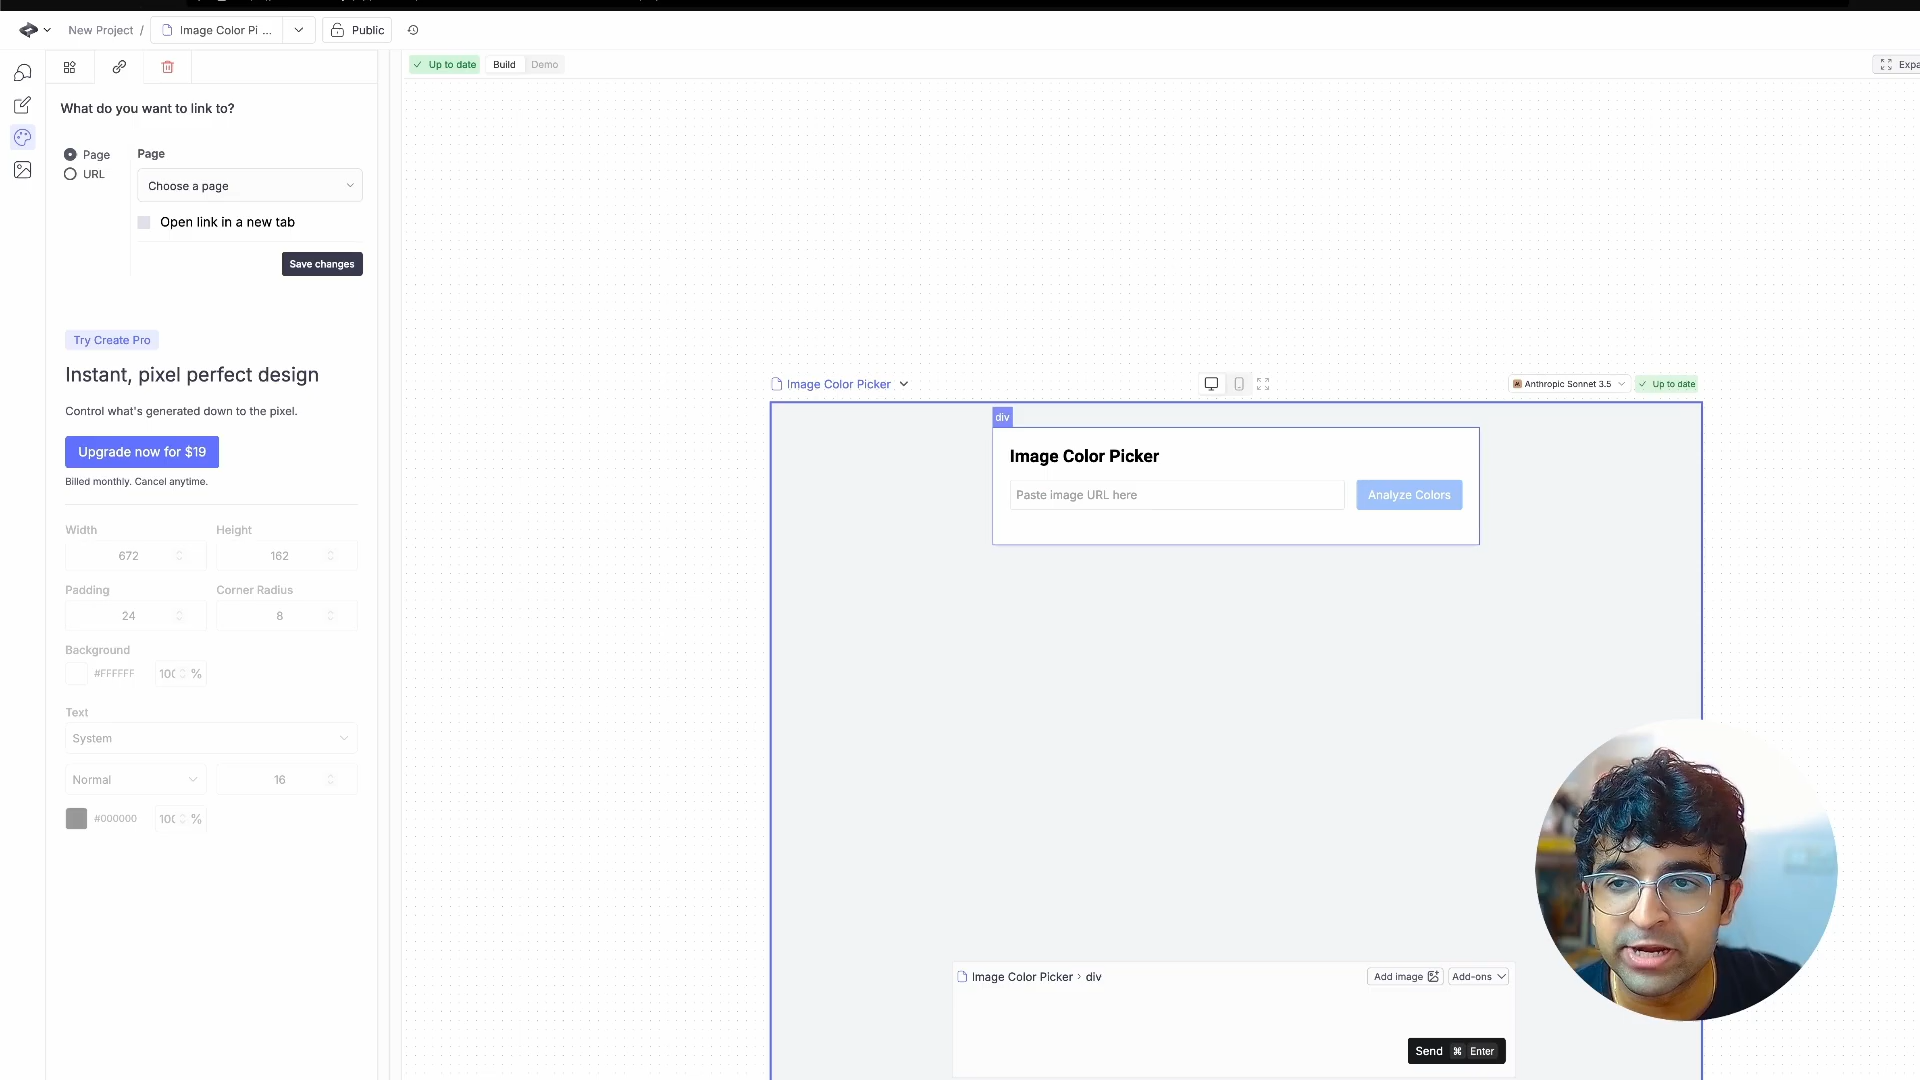 New Project / Image Color Pi ... Public
Up to date Build Demo Expa
What do you want to link to?
Page
URL
Page
Choose a page
Open link in a new tab
Save changes
Try Create Pro
Instant, pixel perfect design
Control what's generated down to the pixel.
Upgrade now for $19
Billed monthly. Cancel anytime.
Width Height
672 162
Padding Corner Radius
24 8
Background
#FFFFFF 100 %
Text
System
Normal 16
#000000 100 %
Image Color Picker Anthropic Sonnet 3.5 Up to date
div
Image Color Picker
Paste image URL here Analyze Colors
Image Color Picker › div Add image Add-ons
Send ⌘ Enter